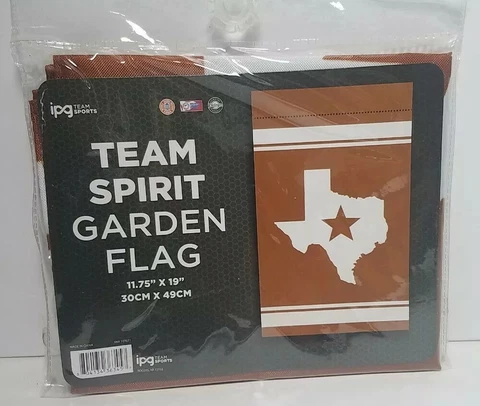 ipg TEAM
SPORTS
TEAM
SPIRIT
GARDEN
FLAG
11.75" X 19"
30CM X 49CM
ipg TEAM
SPORTS